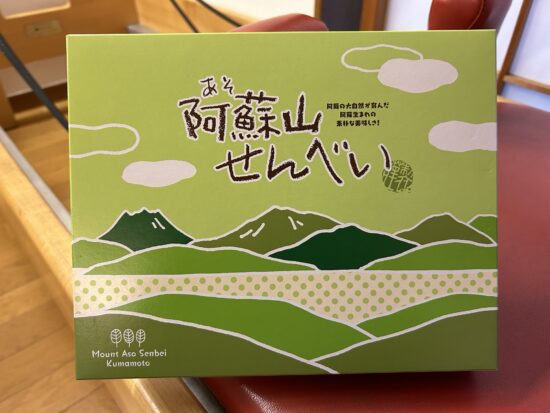 あそ
阿蘇山
せんべい
阿蘇の大自然が育んだ
阿蘇生まれの
素朴な美味しさ!
Mount Aso Senbei
Kumamoto